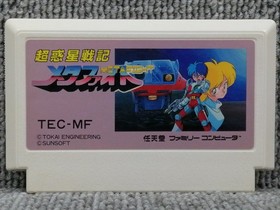 超惑星戦記
メタファイト
TEC-MF
© TOKAI ENGINEERING
© SUNSOFT
任天堂 ファミリー コンピュータ